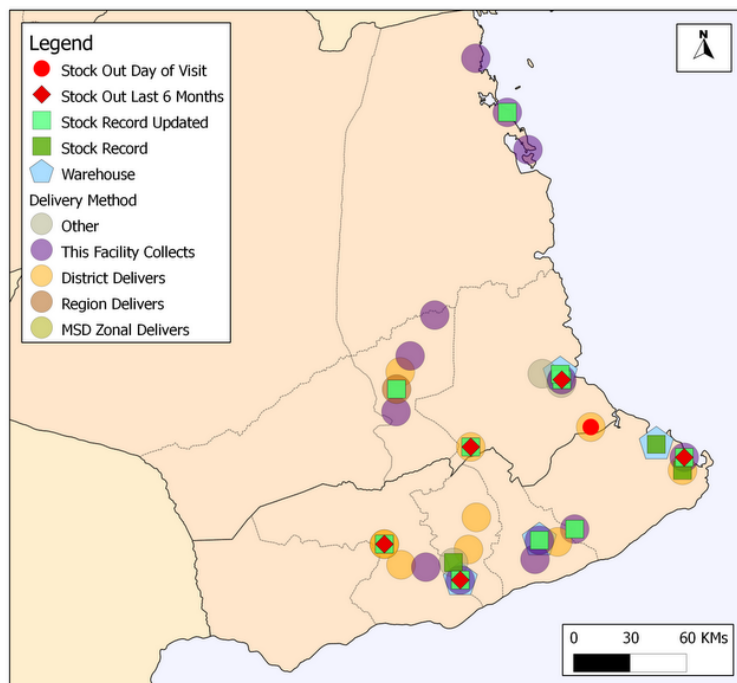 Legend
Stock Out Day of Visit
Stock Out Last 6 Months
Stock Record Updated
Stock Record
Warehouse
Delivery Method
Other
This Facility Collects
District Delivers
Region Delivers
MSD Zonal Delivers
N
0 30 60 KMs